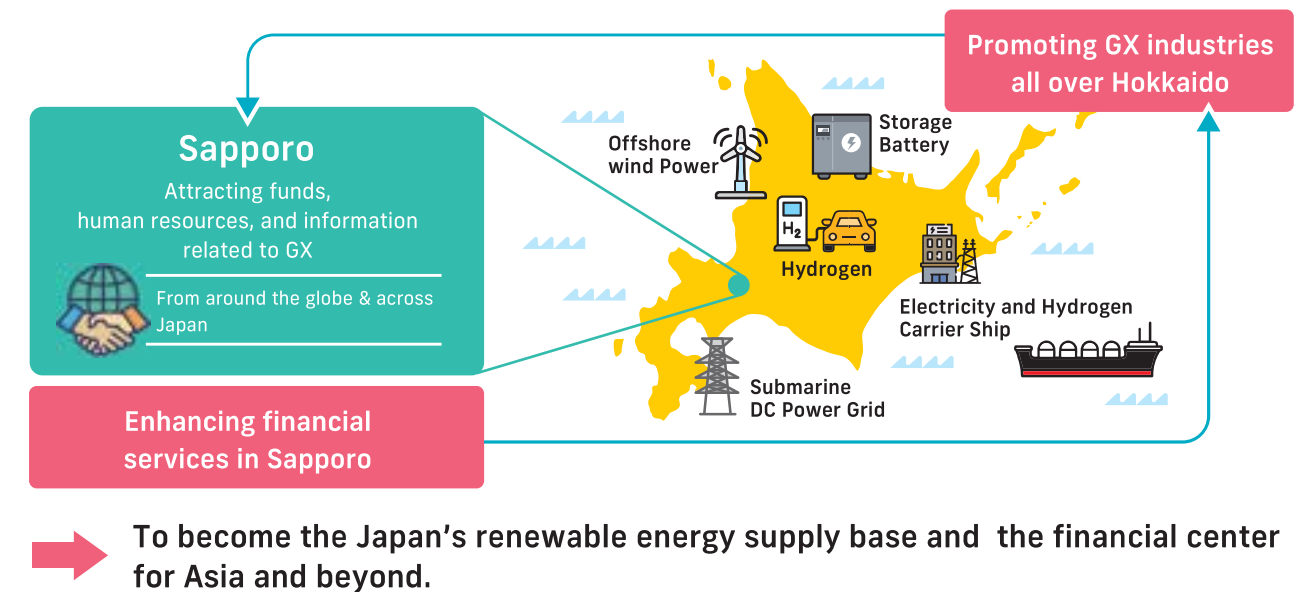 Promoting GX industries
all over Hokkaido
Sapporo
Attracting funds,
human resources, and information
related to GX
From around the globe & across
Japan
Enhancing financial
services in Sapporo
Offshore
wind Power
Storage
Battery
H₂
Hydrogen
Electricity and Hydrogen
Carrier Ship
Submarine
DC Power Grid
To become the Japan's renewable energy supply base and the financial center
for Asia and beyond.